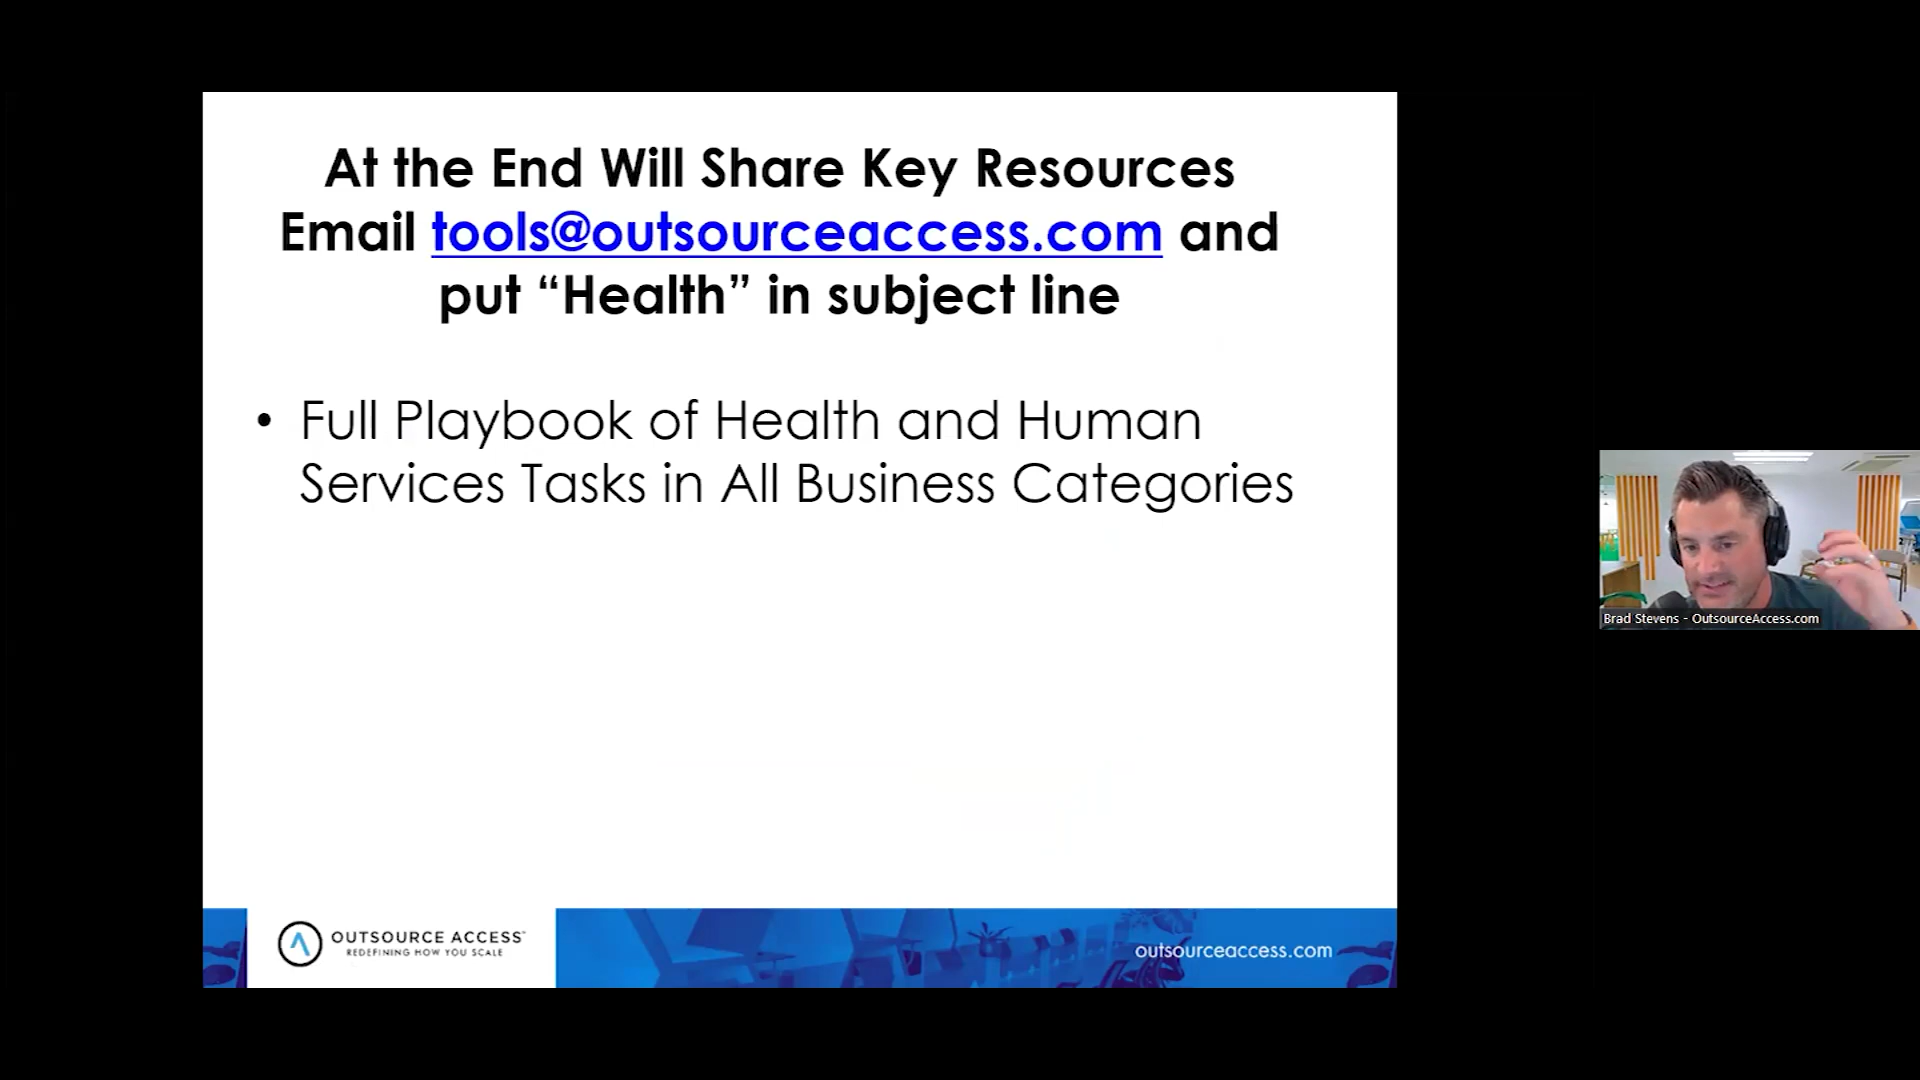 At the End Will Share Key Resources
Email tools@outsourceaccess.com and
put “Health” in subject line
• Full Playbook of Health and Human
Services Tasks in All Business Categories
Brad Stevens - OutsourceAccess.com
OUTSOURCE ACCESS™
REDEFINING HOW YOU SCALE
outsourceaccess.com